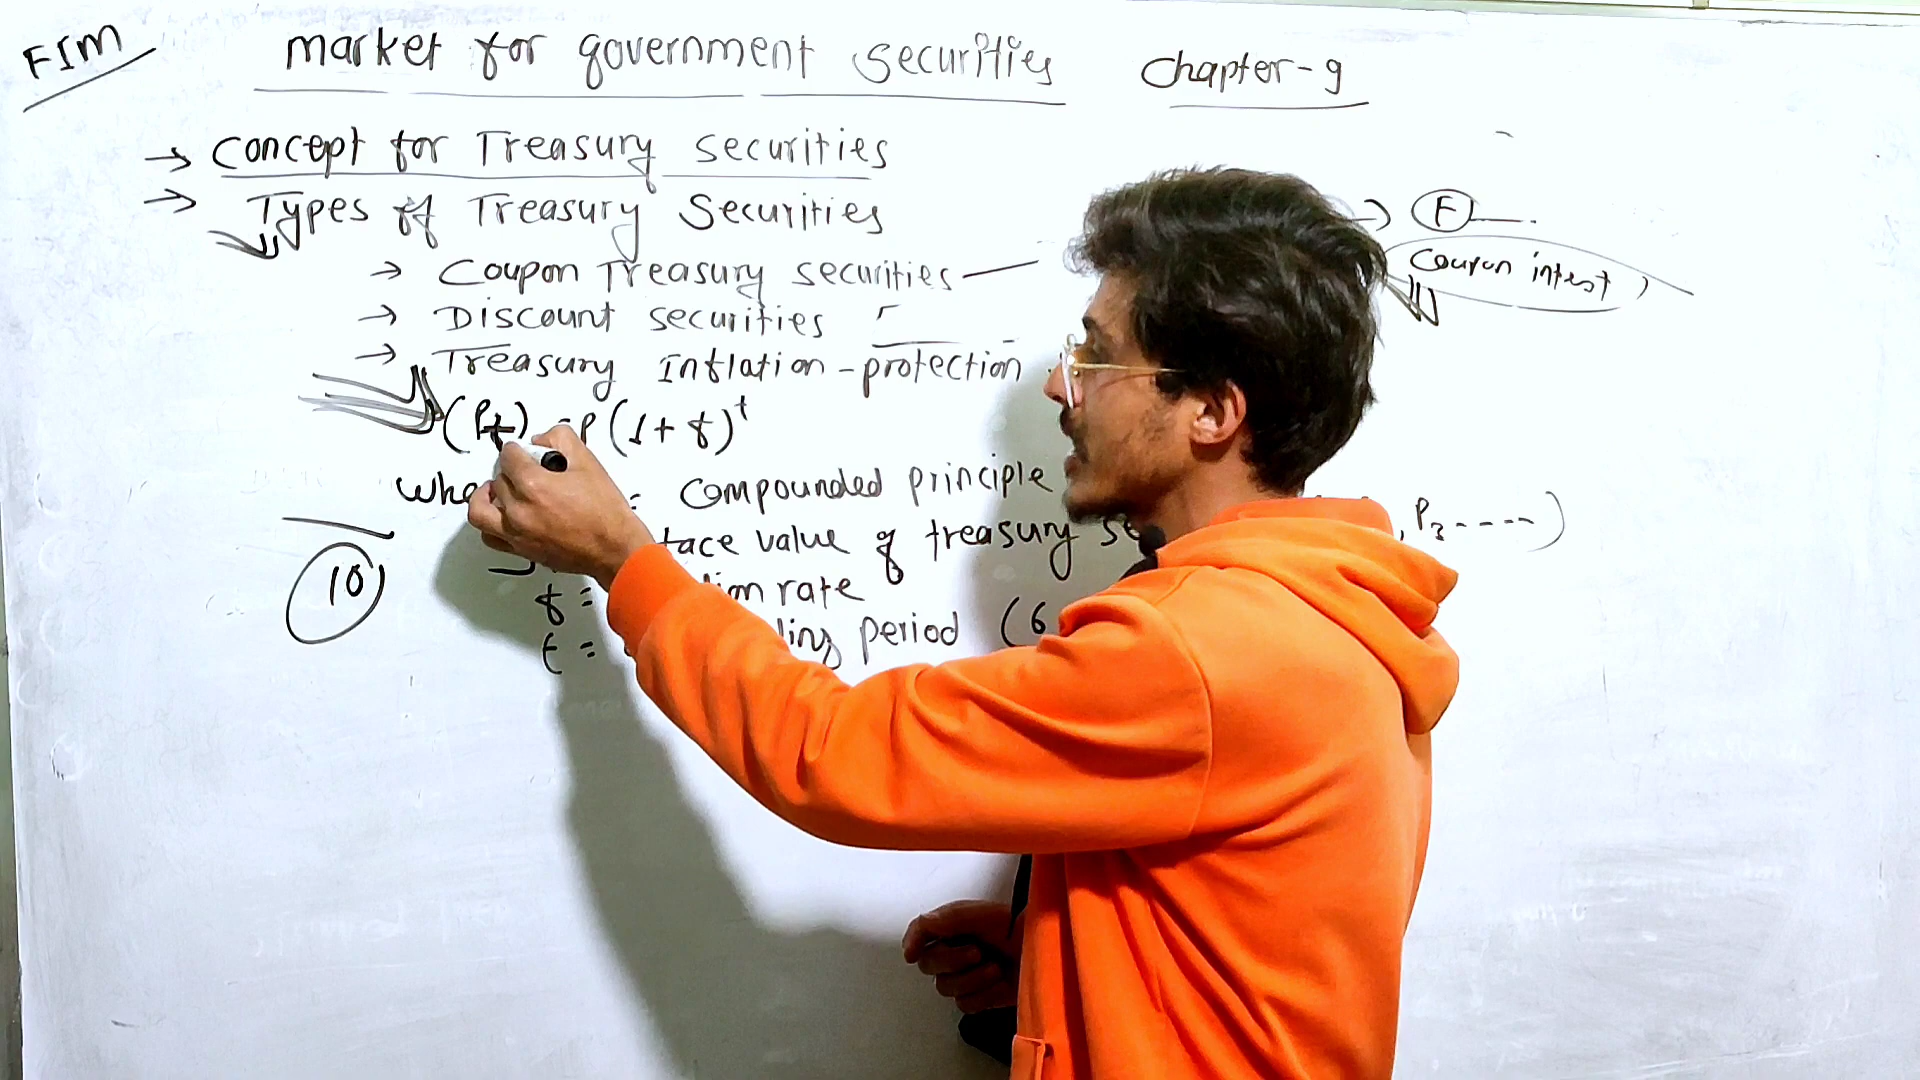 FIM
market for government securities Chapter-9
→ Concept for Treasury securities
→ Types of Treasury Securities
→ Coupon Treasury securities —
→ F
Coupon
→ Discount securities
→ Treasury Inflation-protection
(Pt) = P(1+f)^t
= Compounded principle
face value of treasury
, P3----)
10
f = rate
t = period (6